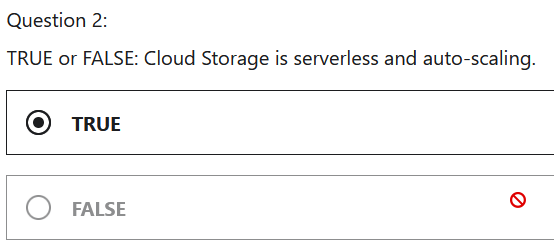 Question 2:
TRUE or FALSE: Cloud Storage is serverless and auto-scaling.
TRUE
FALSE